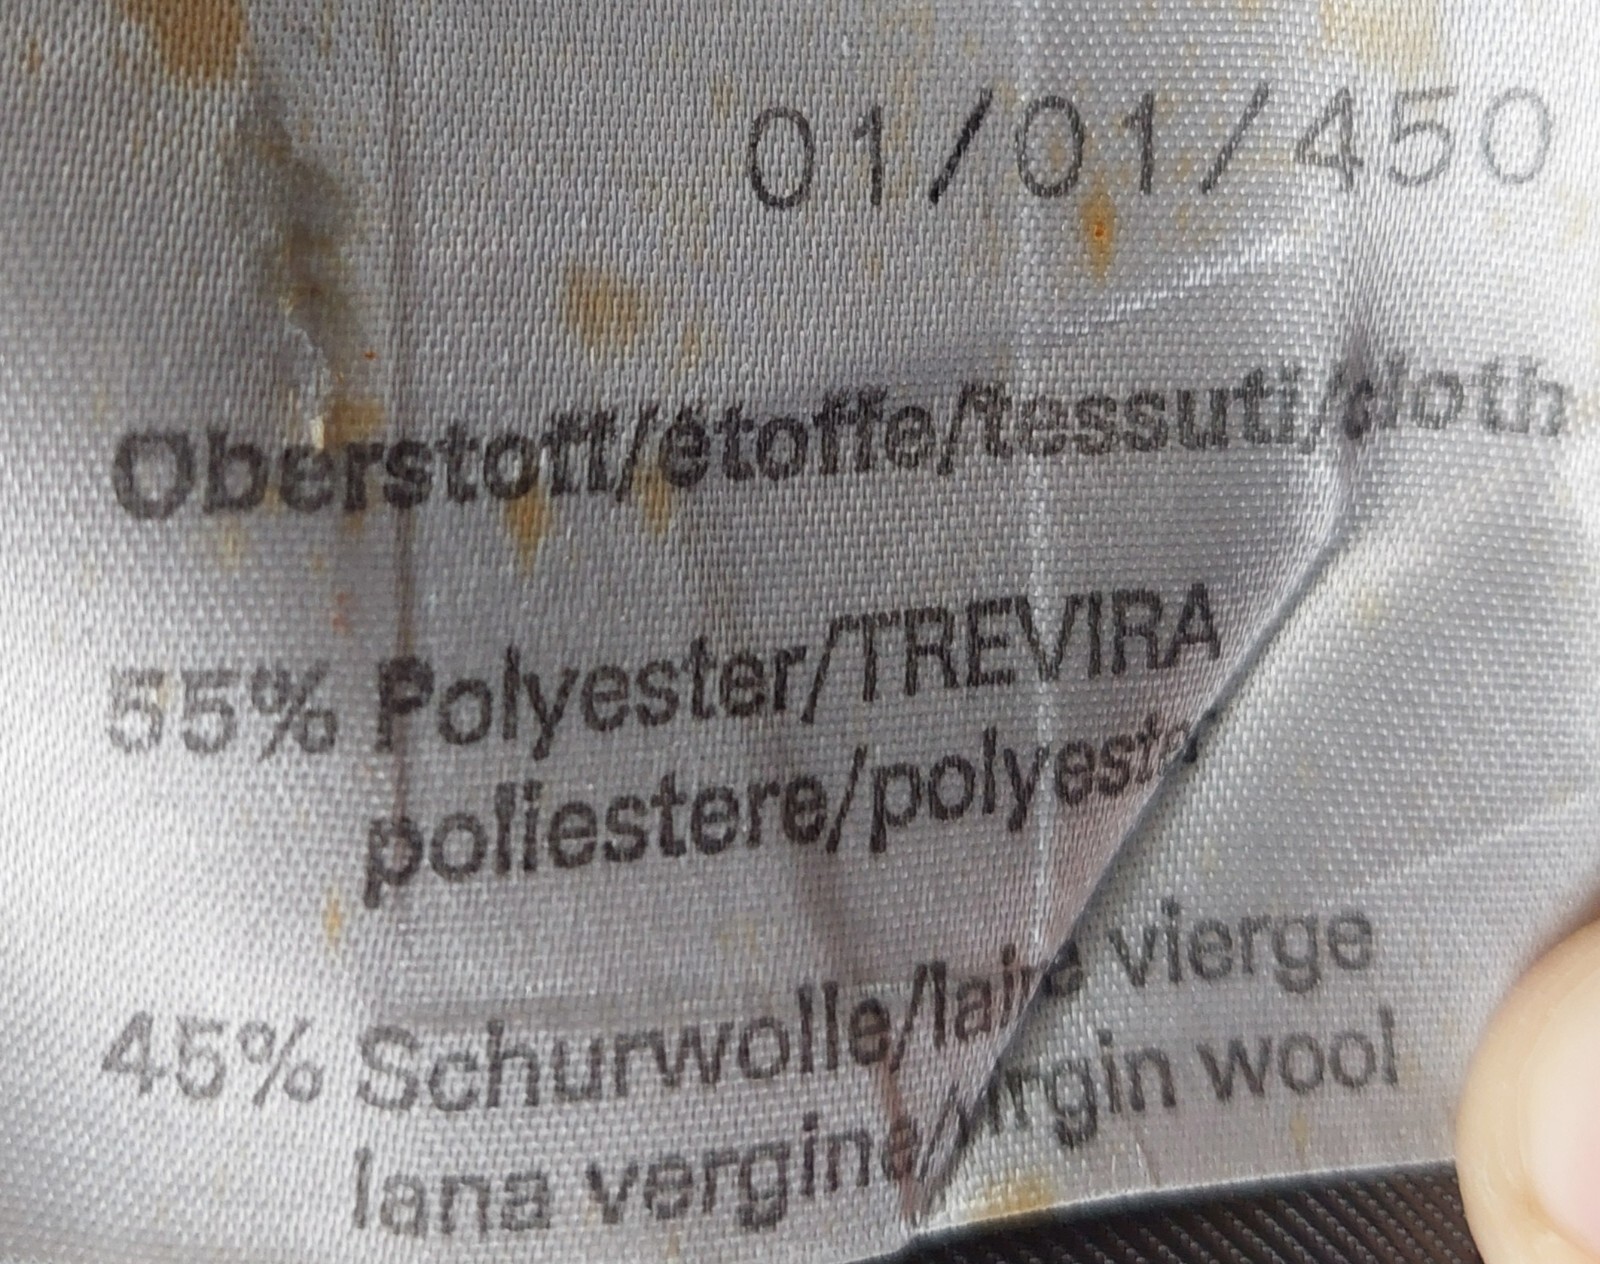 01/01/450
Oberstoff/étoffe/tessuti/cloth
55% Polyester/TREVIRA
poliestere/polyester
45% Schurwolle/laine vierge
lana vergine/virgin wool